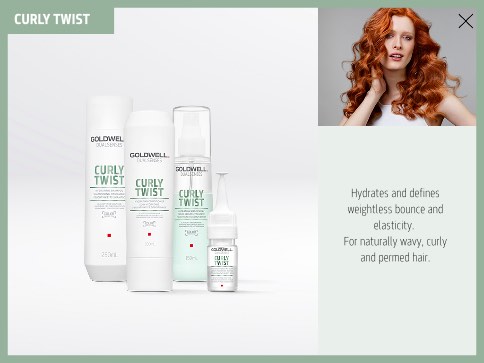 CURLY TWIST
GOLDWELL
DUALSENSES
CURLY
TWIST
GOLDWELL
DUALSENSES
CURLY
TWIST
GOLDWELL
DUALSENSES
CURLY
TWIST
GOLDWELL
CURLY
TWIST
Hydrates and defines
weightless bounce and
elasticity.
For naturally wavy, curly
and permed hair.